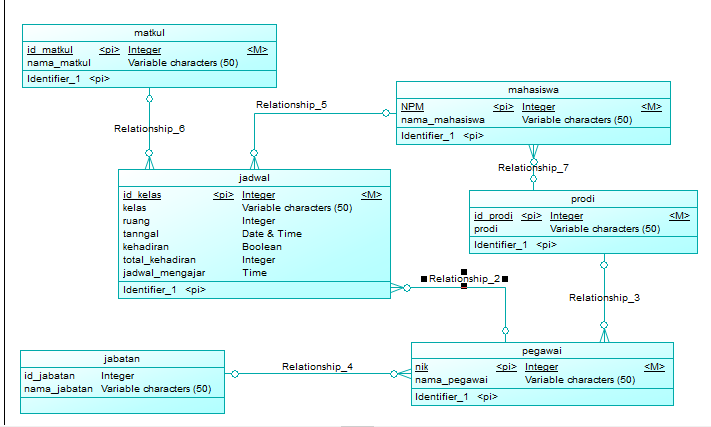 matkul
id_matkul <pi> Integer <M>
nama_matkul Variable characters (50)
Identifier_1 <pi>
mahasiswa
NPM <pi> Integer <M>
nama_mahasiswa Variable characters (50)
Identifier_1 <pi>
Relationship_5
Relationship_6
Relationship_7
jadwal
id_kelas <pi> Integer <M>
kelas Variable characters (50)
ruang Integer
tanngal Date & Time
kehadiran Boolean
total_kehadiran Integer
jadwal_mengajar Time
Identifier_1 <pi>
prodi
id_prodi <pi> Integer <M>
prodi Variable characters (50)
Identifier_1 <pi>
Relationship_2
Relationship_3
jabatan
id_jabatan Integer
nama_jabatan Variable characters (50)
Relationship_4
pegawai
nik <pi> Integer <M>
nama_pegawai Variable characters (50)
Identifier_1 <pi>